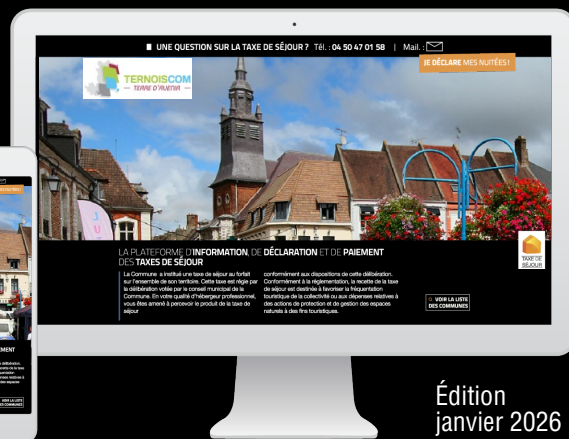 UNE QUESTION SUR LA TAXE DE SÉJOUR ? Tél. : 04 50 47 01 58 | Mail. :
JE DÉCLARE MES NUITÉES !
TERNOISCOM
LA PLATEFORME D'INFORMATION, DE DÉCLARATION ET DE PAIEMENT
DES TAXES DE SÉJOUR
La Commune a institué une taxe de séjour au forfait
sur l'ensemble de son territoire. Cette taxe est régie par
la délibération votée par le conseil municipal de la
Commune. En votre qualité d'hébergeur professionnel,
vous êtes amené à percevoir le produit de la taxe de
séjour
conformément aux dispositions de cette délibération.
Conformément à la réglementation, la recette de la taxe
de séjour est destinée à favoriser la fréquentation
touristique de la collectivité ou aux dépenses relatives à
des actions de protection et de gestion des espaces
naturels à des fins touristiques.
TAXE DE
SÉJOUR
VOIR LA LISTE
DES COMMUNES
VOIR LA LISTE
DES COMMUNES
Édition
janvier 2026